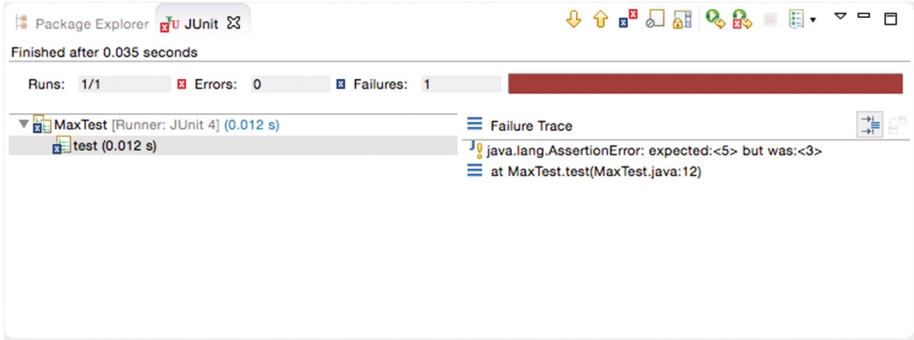 Package Explorer JUnit
Finished after 0.035 seconds
Runs: 1/1 Errors: 0 Failures: 1
MaxTest [Runner: JUnit 4] (0.012 s)
test (0.012 s)
Failure Trace
java.lang.AssertionError: expected:<5> but was:<3>
at MaxTest.test(MaxTest.java:12)